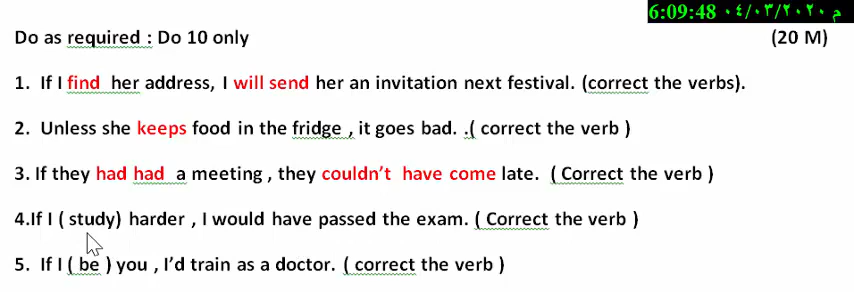 6:09:48 ٠٤/٠٣/٢٠٢٠ م
Do as required : Do 10 only (20 M)
1. If I find her address, I will send her an invitation next festival. (correct the verbs).
2. Unless she keeps food in the fridge , it goes bad. .( correct the verb )
3. If they had had a meeting , they couldn't have come late. ( Correct the verb )
4.If I ( study) harder , I would have passed the exam. ( Correct the verb )
5. If I ( be ) you , I'd train as a doctor. ( correct the verb )